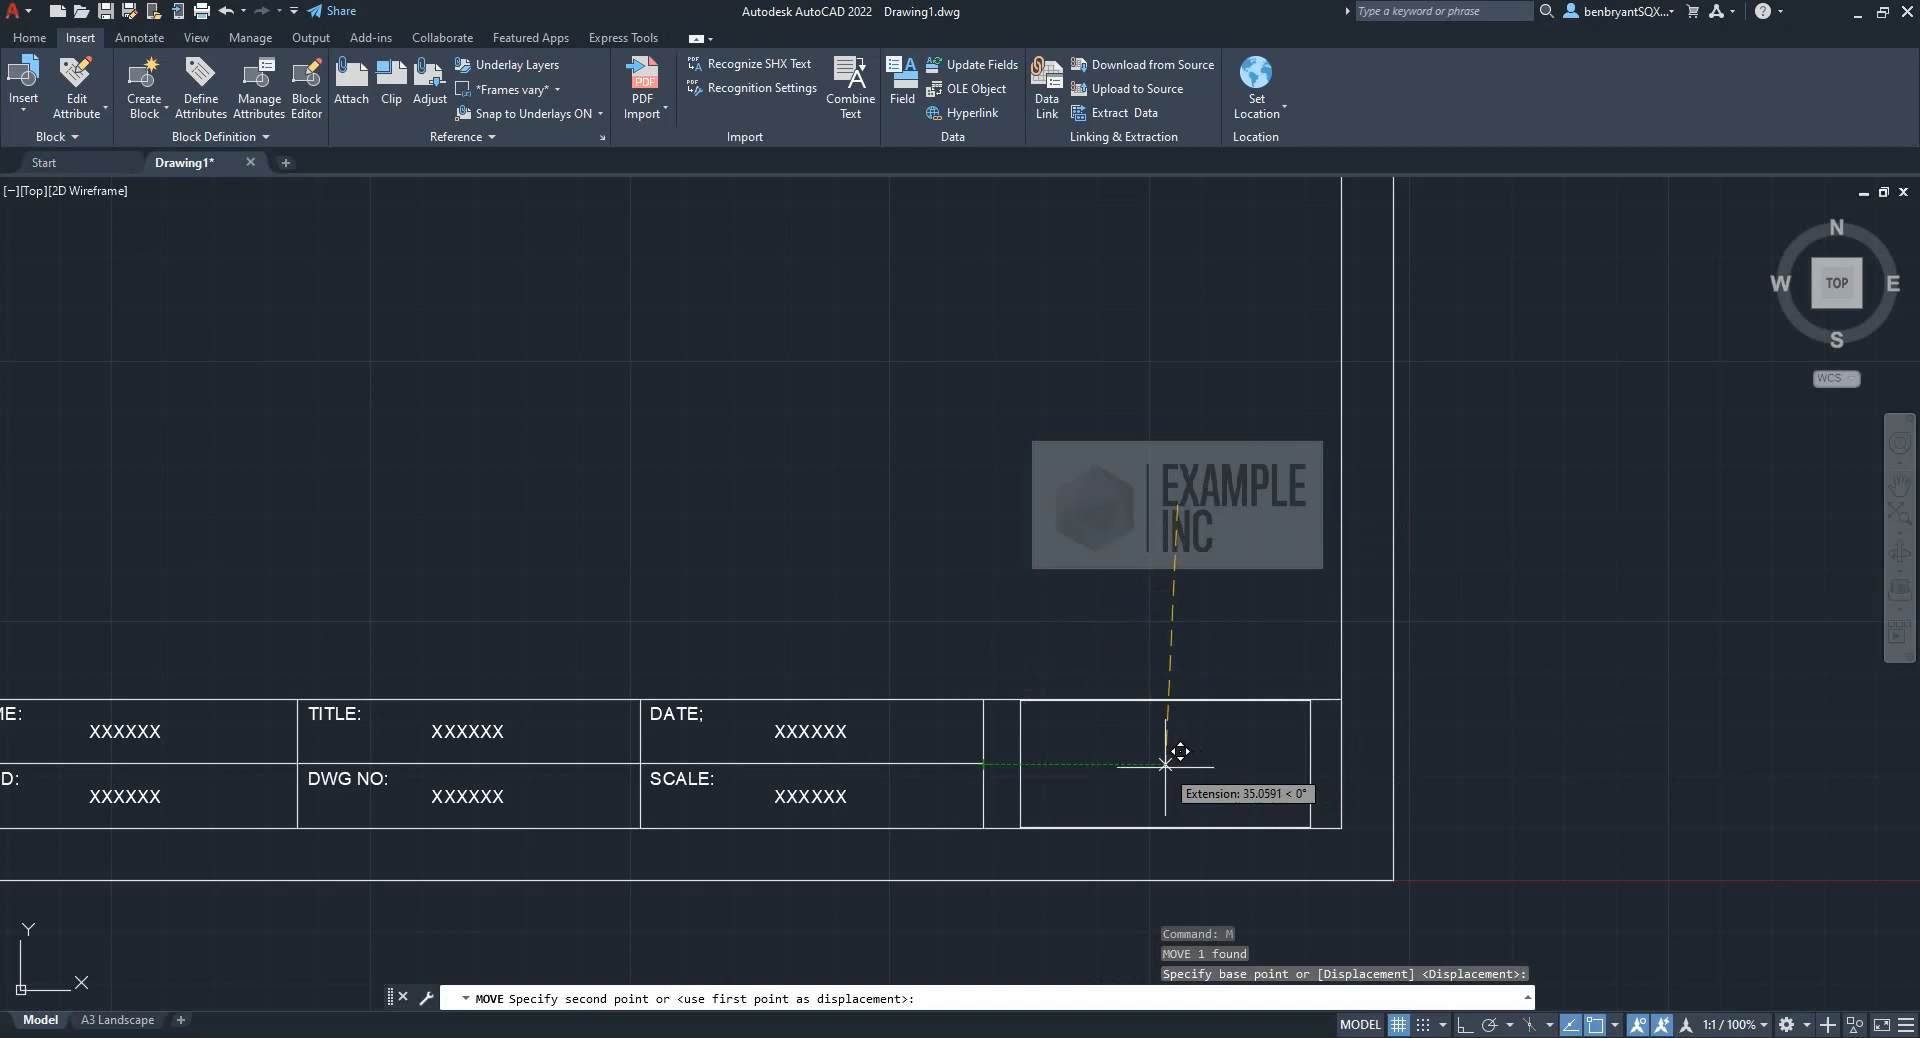 Share
Autodesk AutoCAD 2022 Drawing1.dwg
Type a keyword or phrase
benbryantSQX...
Home Insert Annotate View Manage Output Add-ins Collaborate Featured Apps Express Tools
Insert
Edit Attribute
Create Block
Define Attributes
Manage Attributes
Block Editor
Attach
Clip
Adjust
Underlay Layers
*Frames vary*
Snap to Underlays ON
PDF Import
Recognize SHX Text
Recognition Settings
Combine Text
Field
Update Fields
OLE Object
Hyperlink
Data Link
Download from Source
Upload to Source
Extract Data
Set Location
Block Block Definition Reference Import Data Linking & Extraction Location
Start Drawing1*
[−][Top][2D Wireframe]
N
W TOP E
S
WCS
EXAMPLE
INC
ME: XXXXXX TITLE: XXXXXX DATE; XXXXXX
D: XXXXXX DWG NO: XXXXXX SCALE: XXXXXX
Extension: 35.0591 < 0°
Y
X
Command: M
MOVE 1 found
Specify base point or [Displacement] <Displacement>:
MOVE Specify second point or <use first point as displacement>:
Model A3 Landscape
MODEL 1:1 / 100%